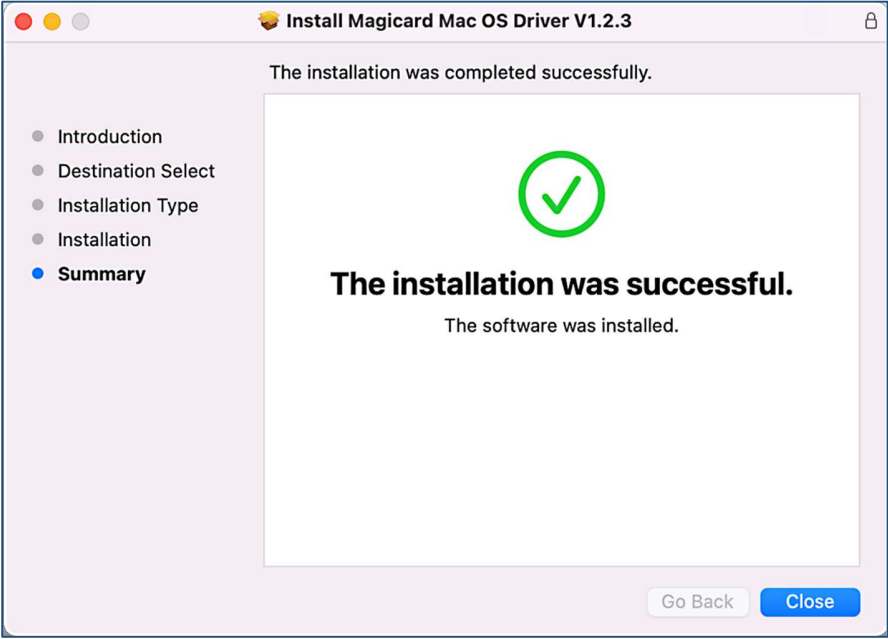 Install Magicard Mac OS Driver V1.2.3
The installation was completed successfully.
Introduction
Destination Select
Installation Type
Installation
Summary
The installation was successful.
The software was installed.
Go Back
Close